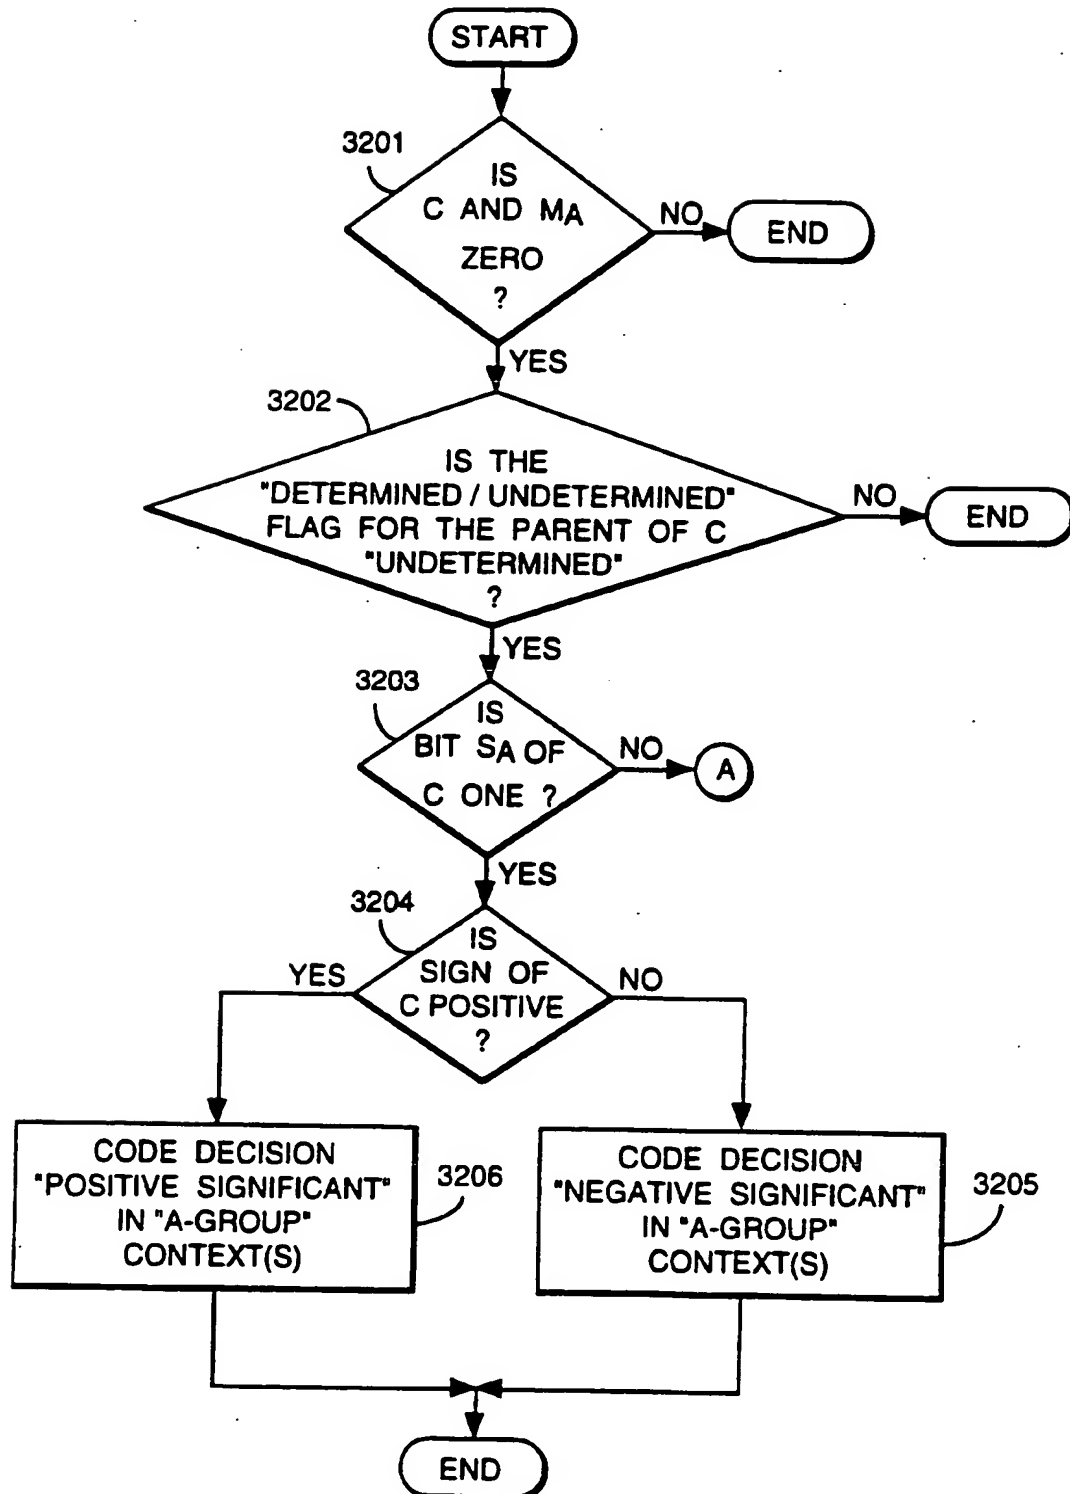 START
3201
IS
C AND MA
ZERO
?
NO
END
YES
3202
IS THE
"DETERMINED / UNDETERMINED"
FLAG FOR THE PARENT OF C
"UNDETERMINED"
?
NO
END
YES
3203
IS
BIT SA OF
C ONE ?
NO
A
YES
3204
IS
SIGN OF
C POSITIVE
?
YES
NO
CODE DECISION
"POSITIVE SIGNIFICANT"
IN "A-GROUP"
CONTEXT(S)
3206
CODE DECISION
"NEGATIVE SIGNIFICANT"
IN "A-GROUP"
CONTEXT(S)
3205
END